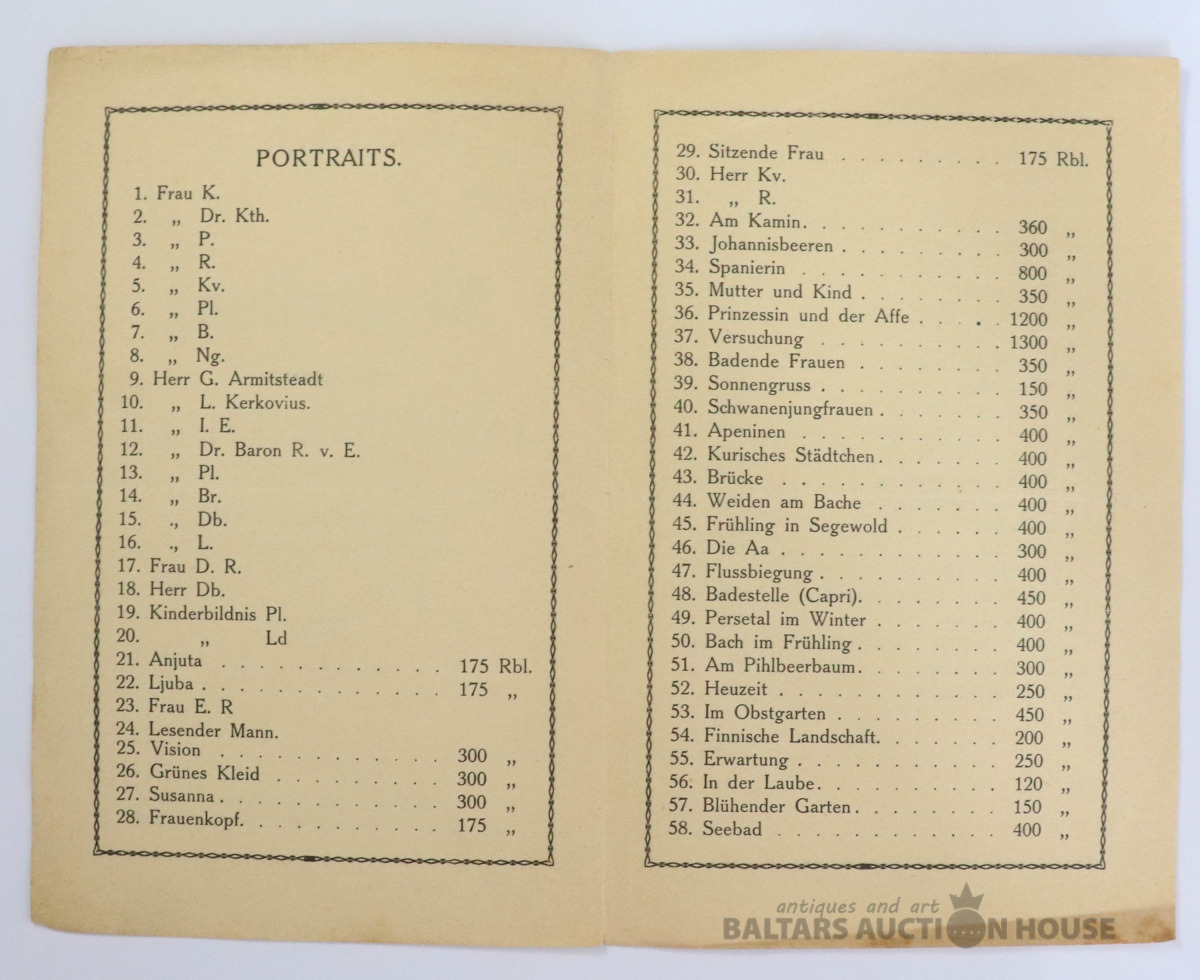 PORTRAITS.
1. Frau K.
2. „ Dr. Kth.
3. „ P.
4. „ R.
5. „ Kv.
6. „ Pl.
7. „ B.
8. „ Ng.
9. Herr G. Armitsteadt
10. „ L. Kerkovius.
11. „ I. E.
12. „ Dr. Baron R. v. E.
13. „ Pl.
14. „ Br.
15. „ Db.
16. „ L.
17. Frau D. R.
18. Herr Db.
19. Kinderbildnis Pl.
20. „ Ld
21. Anjuta . . . . . . . . . . . . 175 Rbl.
22. Ljuba . . . . . . . . . . . . . 175 „
23. Frau E. R
24. Lesender Mann.
25. Vision . . . . . . . . . . . . 300 „
26. Grünes Kleid . . . . . . . . . 300 „
27. Susanna . . . . . . . . . . . . 300 „
28. Frauenkopf. . . . . . . . . . . 175 „
29. Sitzende Frau . . . . . . . . . 175 Rbl.
30. Herr Kv.
31. „ R.
32. Am Kamin. . . . . . . . . . . 360 „
33. Johannisbeeren . . . . . . . . . 300 „
34. Spanierin . . . . . . . . . . . 800 „
35. Mutter und Kind . . . . . . . . 350 „
36. Prinzessin und der Affe . . . . . 1200 „
37. Versuchung . . . . . . . . . . 1300 „
38. Badende Frauen . . . . . . . . 350 „
39. Sonnengruss . . . . . . . . . . 150 „
40. Schwanenjungfrauen . . . . . . . 350 „
41. Apeninen . . . . . . . . . . . 400 „
42. Kurisches Städtchen . . . . . . . 400 „
43. Brücke . . . . . . . . . . . . 400 „
44. Weiden am Bache . . . . . . . 400 „
45. Frühling in Segewold . . . . . . 400 „
46. Die Aa . . . . . . . . . . . . 300 „
47. Flussbiegung . . . . . . . . . . 400 „
48. Badestelle (Capri). . . . . . . . 450 „
49. Persetal im Winter . . . . . . . 400 „
50. Bach im Frühling . . . . . . . . 400 „
51. Am Pihlbeerbaum. . . . . . . . 300 „
52. Heuzeit . . . . . . . . . . . . 250 „
53. Im Obstgarten . . . . . . . . . 450 „
54. Finnische Landschaft. . . . . . . 200 „
55. Erwartung . . . . . . . . . . . 250 „
56. In der Laube. . . . . . . . . . 120 „
57. Blühender Garten . . . . . . . . 150 „
58. Seebad . . . . . . . . . . . . 400 „
antiques and art
BALTARS AUCTION HOUSE